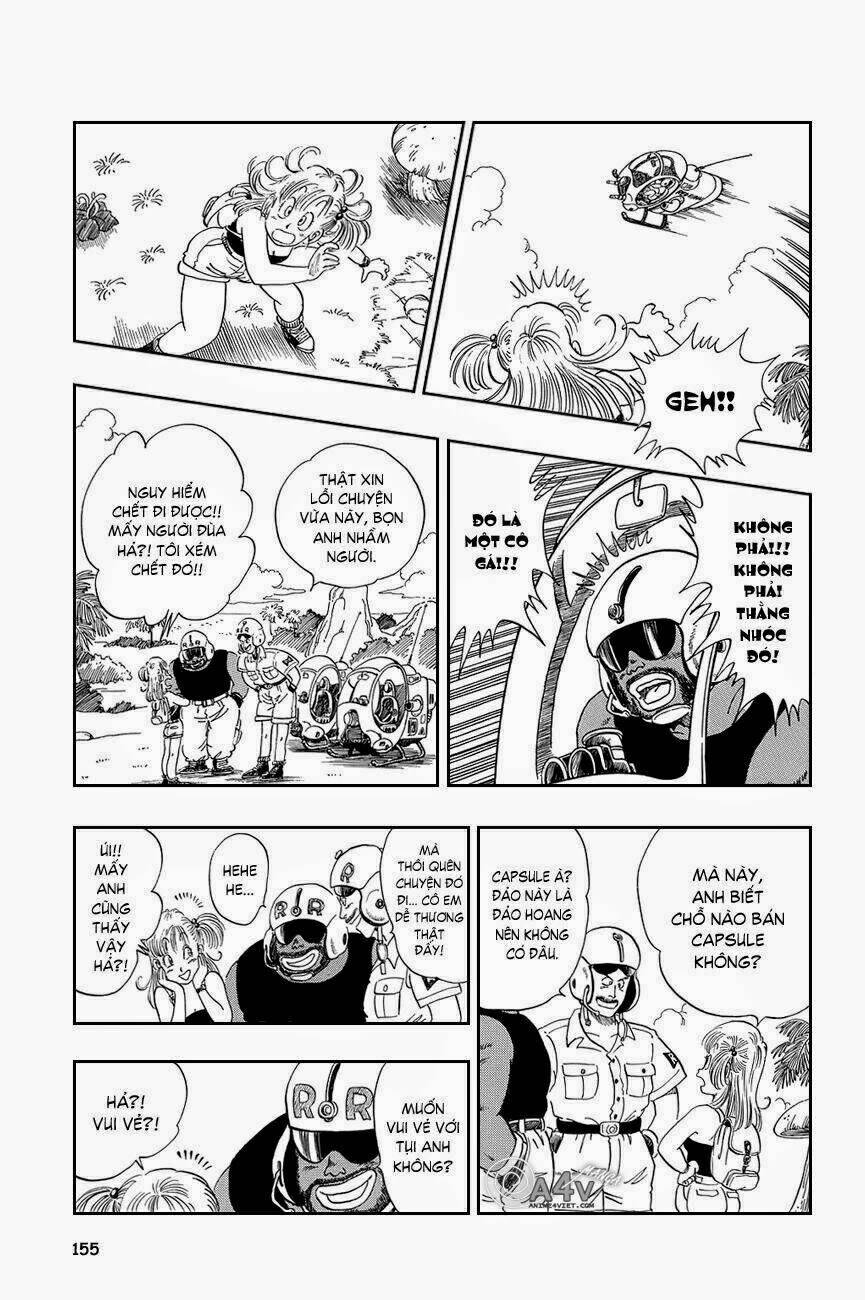 GEH!!
KHÔNG
PHẢI!!!
KHÔNG
PHẢI
THẰNG
NHÓC
ĐÓ!
ĐÓ LÀ
MỘT CÔ
GÁI!!!
THẬT XIN
LỖI CHUYỆN
VỪA NÃY, BỌN
ANH NHẦM
NGƯỜI.
NGUY HIỂM
CHẾT ĐI ĐƯỢC!!
MẤY NGƯỜI ĐÙA
HẢ?! TÔI XÉM
CHẾT ĐÓ!!
MÀ NÀY,
ANH BIẾT
CHỖ NÀO BÁN
CAPSULE
KHÔNG?
CAPSULE À?
ĐẢO NÀY LÀ
ĐẢO HOANG
NÊN KHÔNG
CÓ ĐÂU.
MÀ
THÔI QUÊN
CHUYỆN ĐÓ
ĐI... CÔ EM
DỄ THƯƠNG
THẬT
ĐẤY!
HEHE
HE...
ÚI!!
MẤY
ANH
CŨNG
THẤY
VẬY
HẢ?!
R
R R
MUỐN
VUI VẺ VỚI
TỤI ANH
KHÔNG?
HẢ?!
VUI VẺ?!
R R
A4V
ANIME4VIET.COM
155